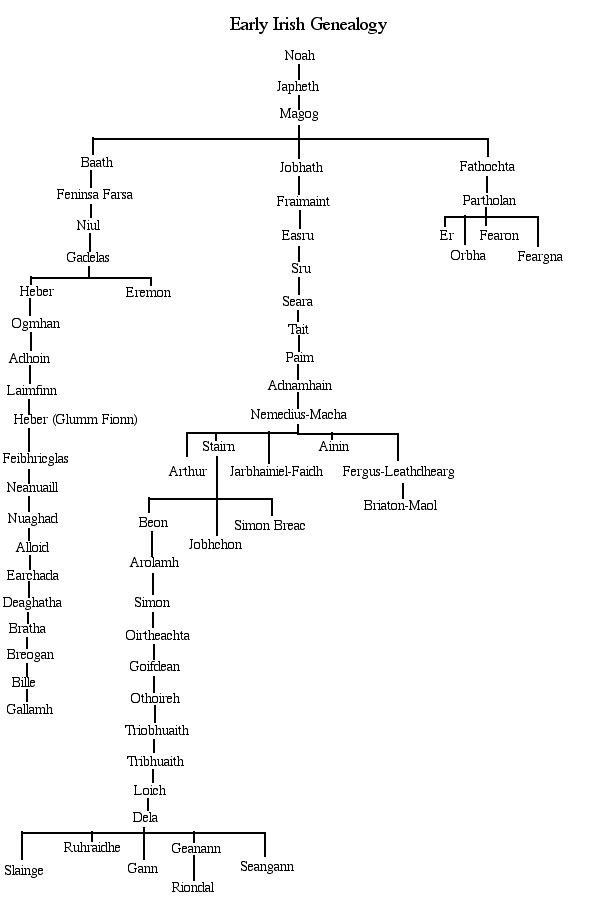 Early Irish Genealogy
Noah
Japheth
Magog
Baath
Jobhath
Fathochta
Feninsa Farsa
Fraimaint
Partholan
Niul
Easru
Er
Fearon
Orbha
Feargna
Gadelas
Sru
Heber
Eremon
Seara
Ogmhan
Tait
Adhoin
Paim
Laimfinn
Adnamhain
Heber (Glumm Fionn)
Nemedius-Macha
Feibhricglas
Stairn
Ainin
Arthur
Jarbhainiel-Faidh
Fergus-Leathdhearg
Neanuaill
Briaton-Maol
Nuaghad
Beon
Simon Breac
Alloid
Jobhchon
Arolamh
Earchada
Deaghatha
Simon
Bratha
Oirtheachta
Breogan
Goifdean
Bille
Othoireh
Gallamh
Triobhuaith
Tribhuaith
Loich
Dela
Slainge
Ruhraidhe
Gann
Geanann
Seangann
Riondal